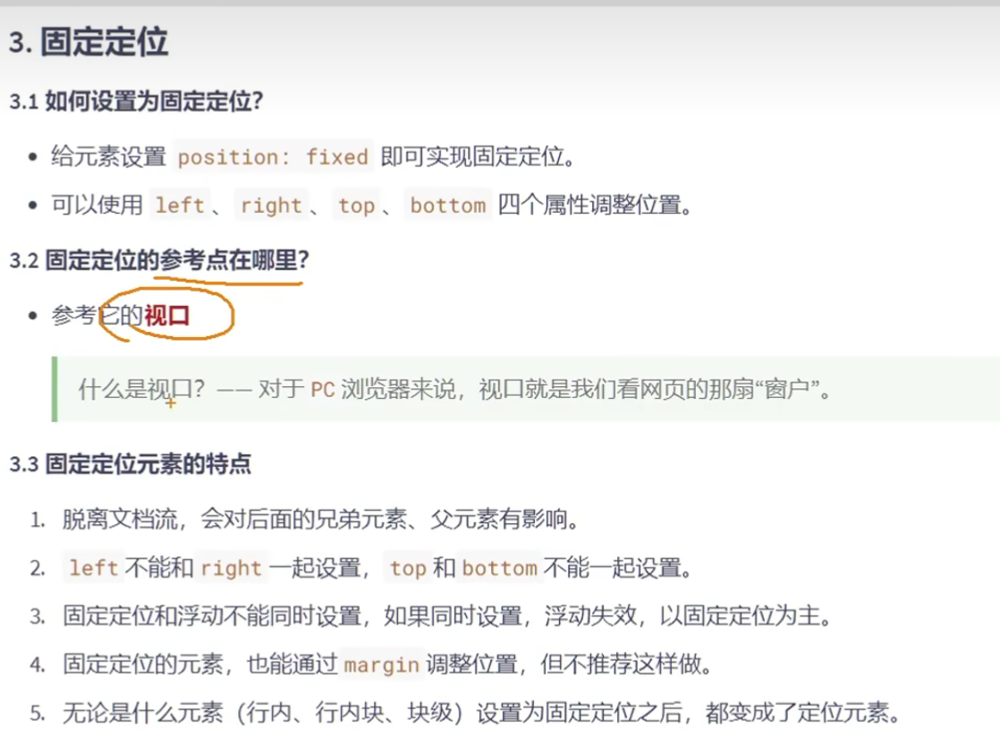 3. 固定定位
3.1 如何设置为固定定位？
• 给元素设置 position: fixed 即可实现固定定位。
• 可以使用 left 、 right 、 top 、 bottom 四个属性调整位置。
3.2 固定定位的参考点在哪里？
• 参考它的视口
什么是视口？—— 对于 PC 浏览器来说，视口就是我们看网页的那扇“窗户”。
3.3 固定定位元素的特点
1. 脱离文档流，会对后面的兄弟元素、父元素有影响。
2. left 不能和 right 一起设置， top 和 bottom 不能一起设置。
3. 固定定位和浮动不能同时设置，如果同时设置，浮动失效，以固定定位为主。
4. 固定定位的元素，也能通过 margin 调整位置，但不推荐这样做。
5. 无论是什么元素（行内、行内块、块级）设置为固定定位之后，都变成了定位元素。